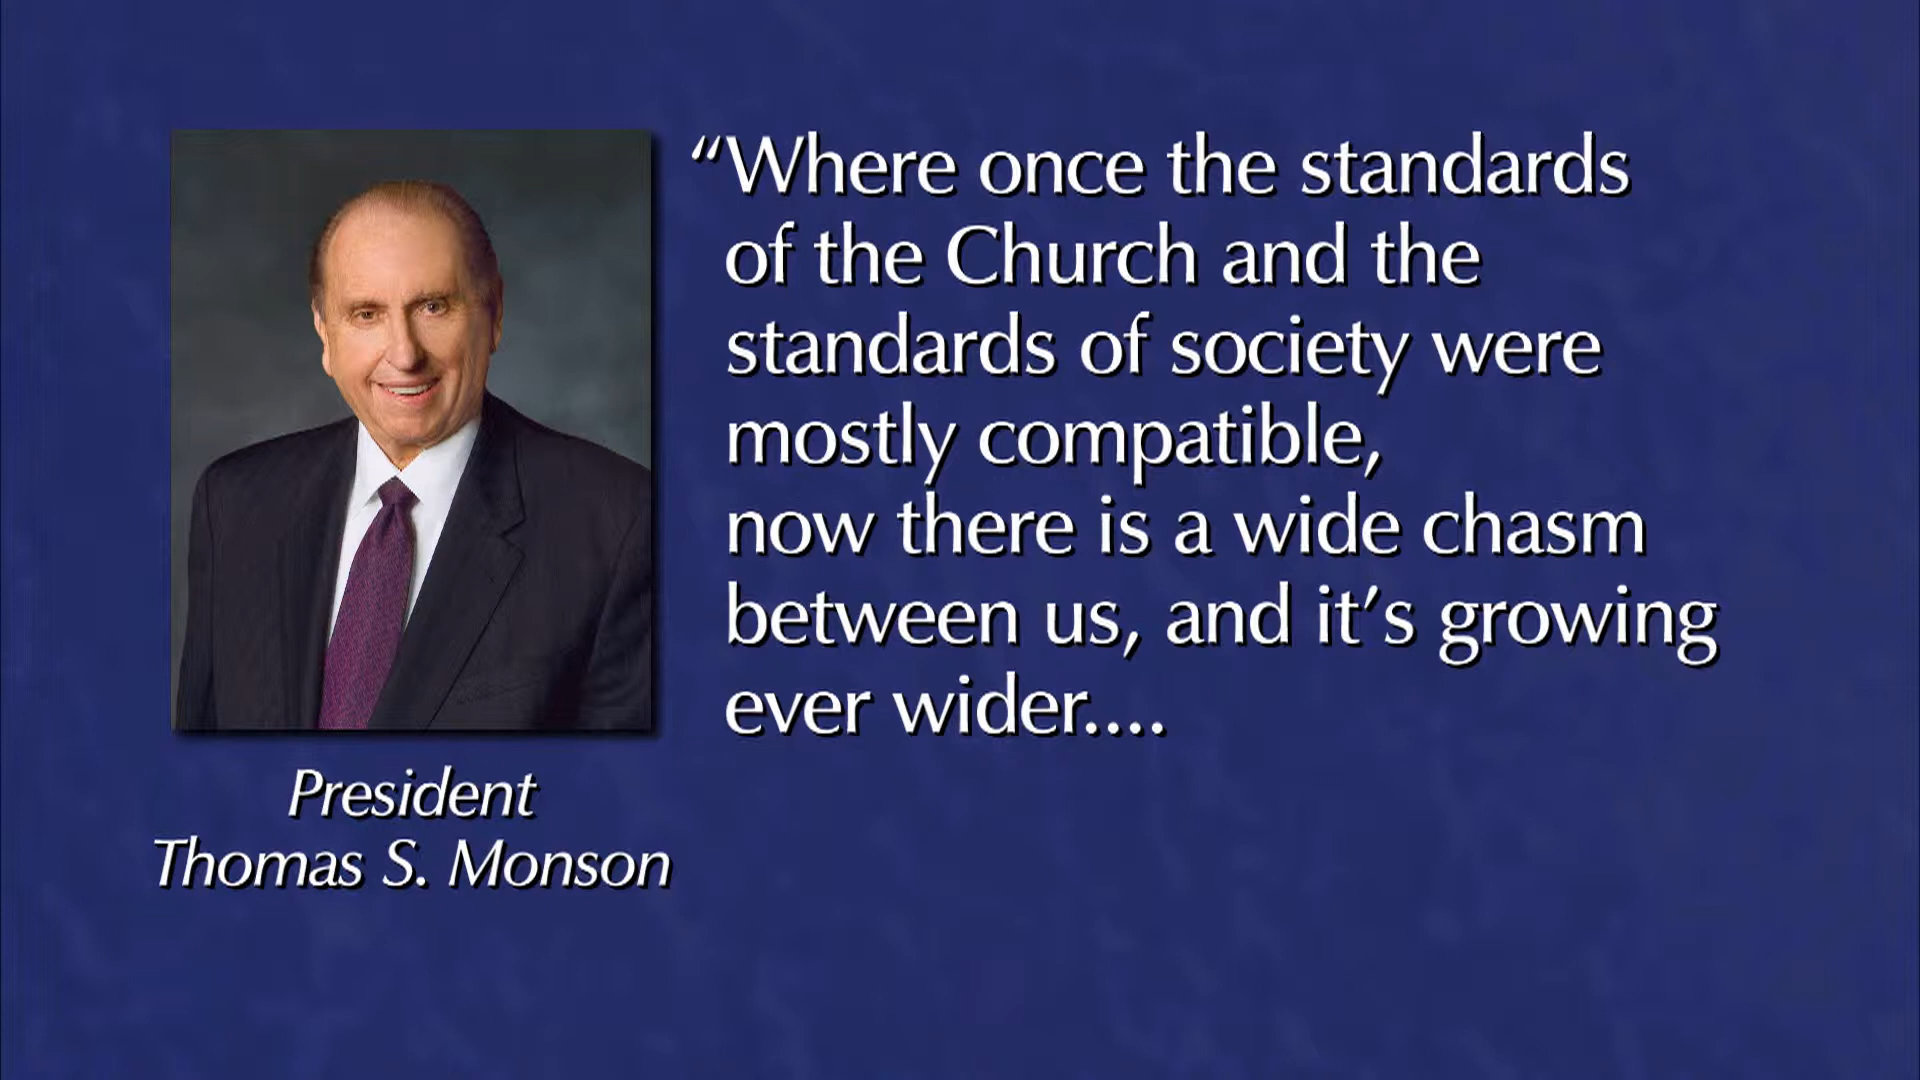 “Where once the standards
of the Church and the
standards of society were
mostly compatible,
now there is a wide chasm
between us, and it’s growing
ever wider....
President
Thomas S. Monson